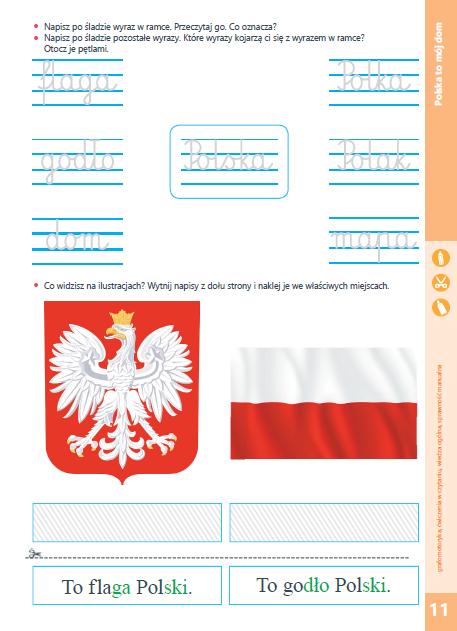 Napisz po śladzie wyraz w ramce. Przeczytaj go. Co oznacza?
Napisz po śladzie pozostałe wyrazy. Które wyrazy kojarzą ci się z wyrazem w ramce?
Otocz je pętlami.
flaga
Polka
godło
Polska
Polak
dom
mapa
Co widzisz na ilustracjach? Wytnij napisy z dołu strony i naklej je we właściwych miejscach.
To flaga Polski.
To godło Polski.
Polska to mój dom
grafomotoryka, ćwiczenia w czytaniu, wiedza ogólna, sprawność manualna
11